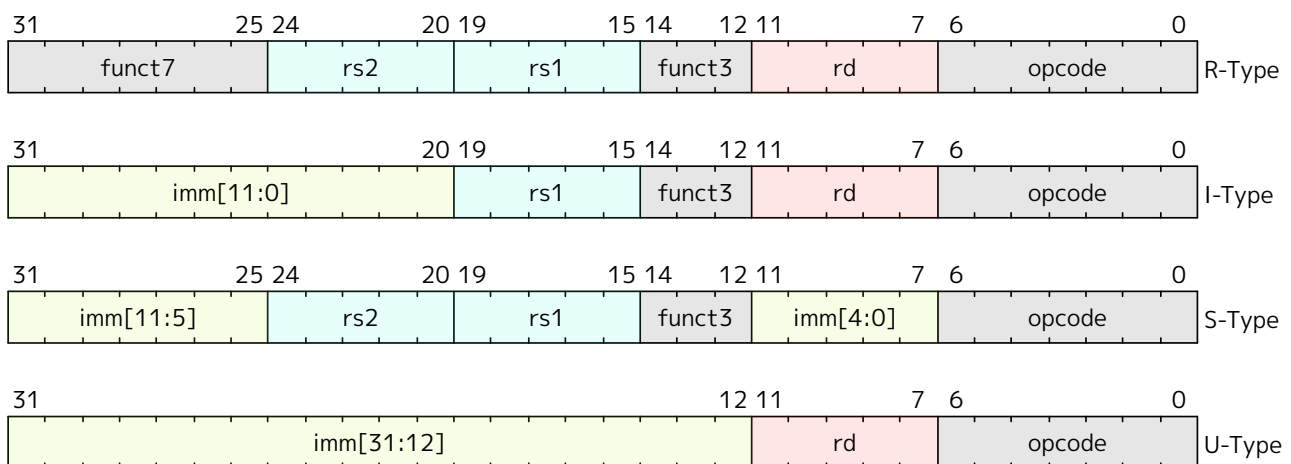 31 25 24 20 19 15 14 12 11 7 6 0
funct7 rs2 rs1 funct3 rd opcode R-Type
31 20 19 15 14 12 11 7 6 0
imm[11:0] rs1 funct3 rd opcode I-Type
31 25 24 20 19 15 14 12 11 7 6 0
imm[11:5] rs2 rs1 funct3 imm[4:0] opcode S-Type
31 12 11 7 6 0
imm[31:12] rd opcode U-Type